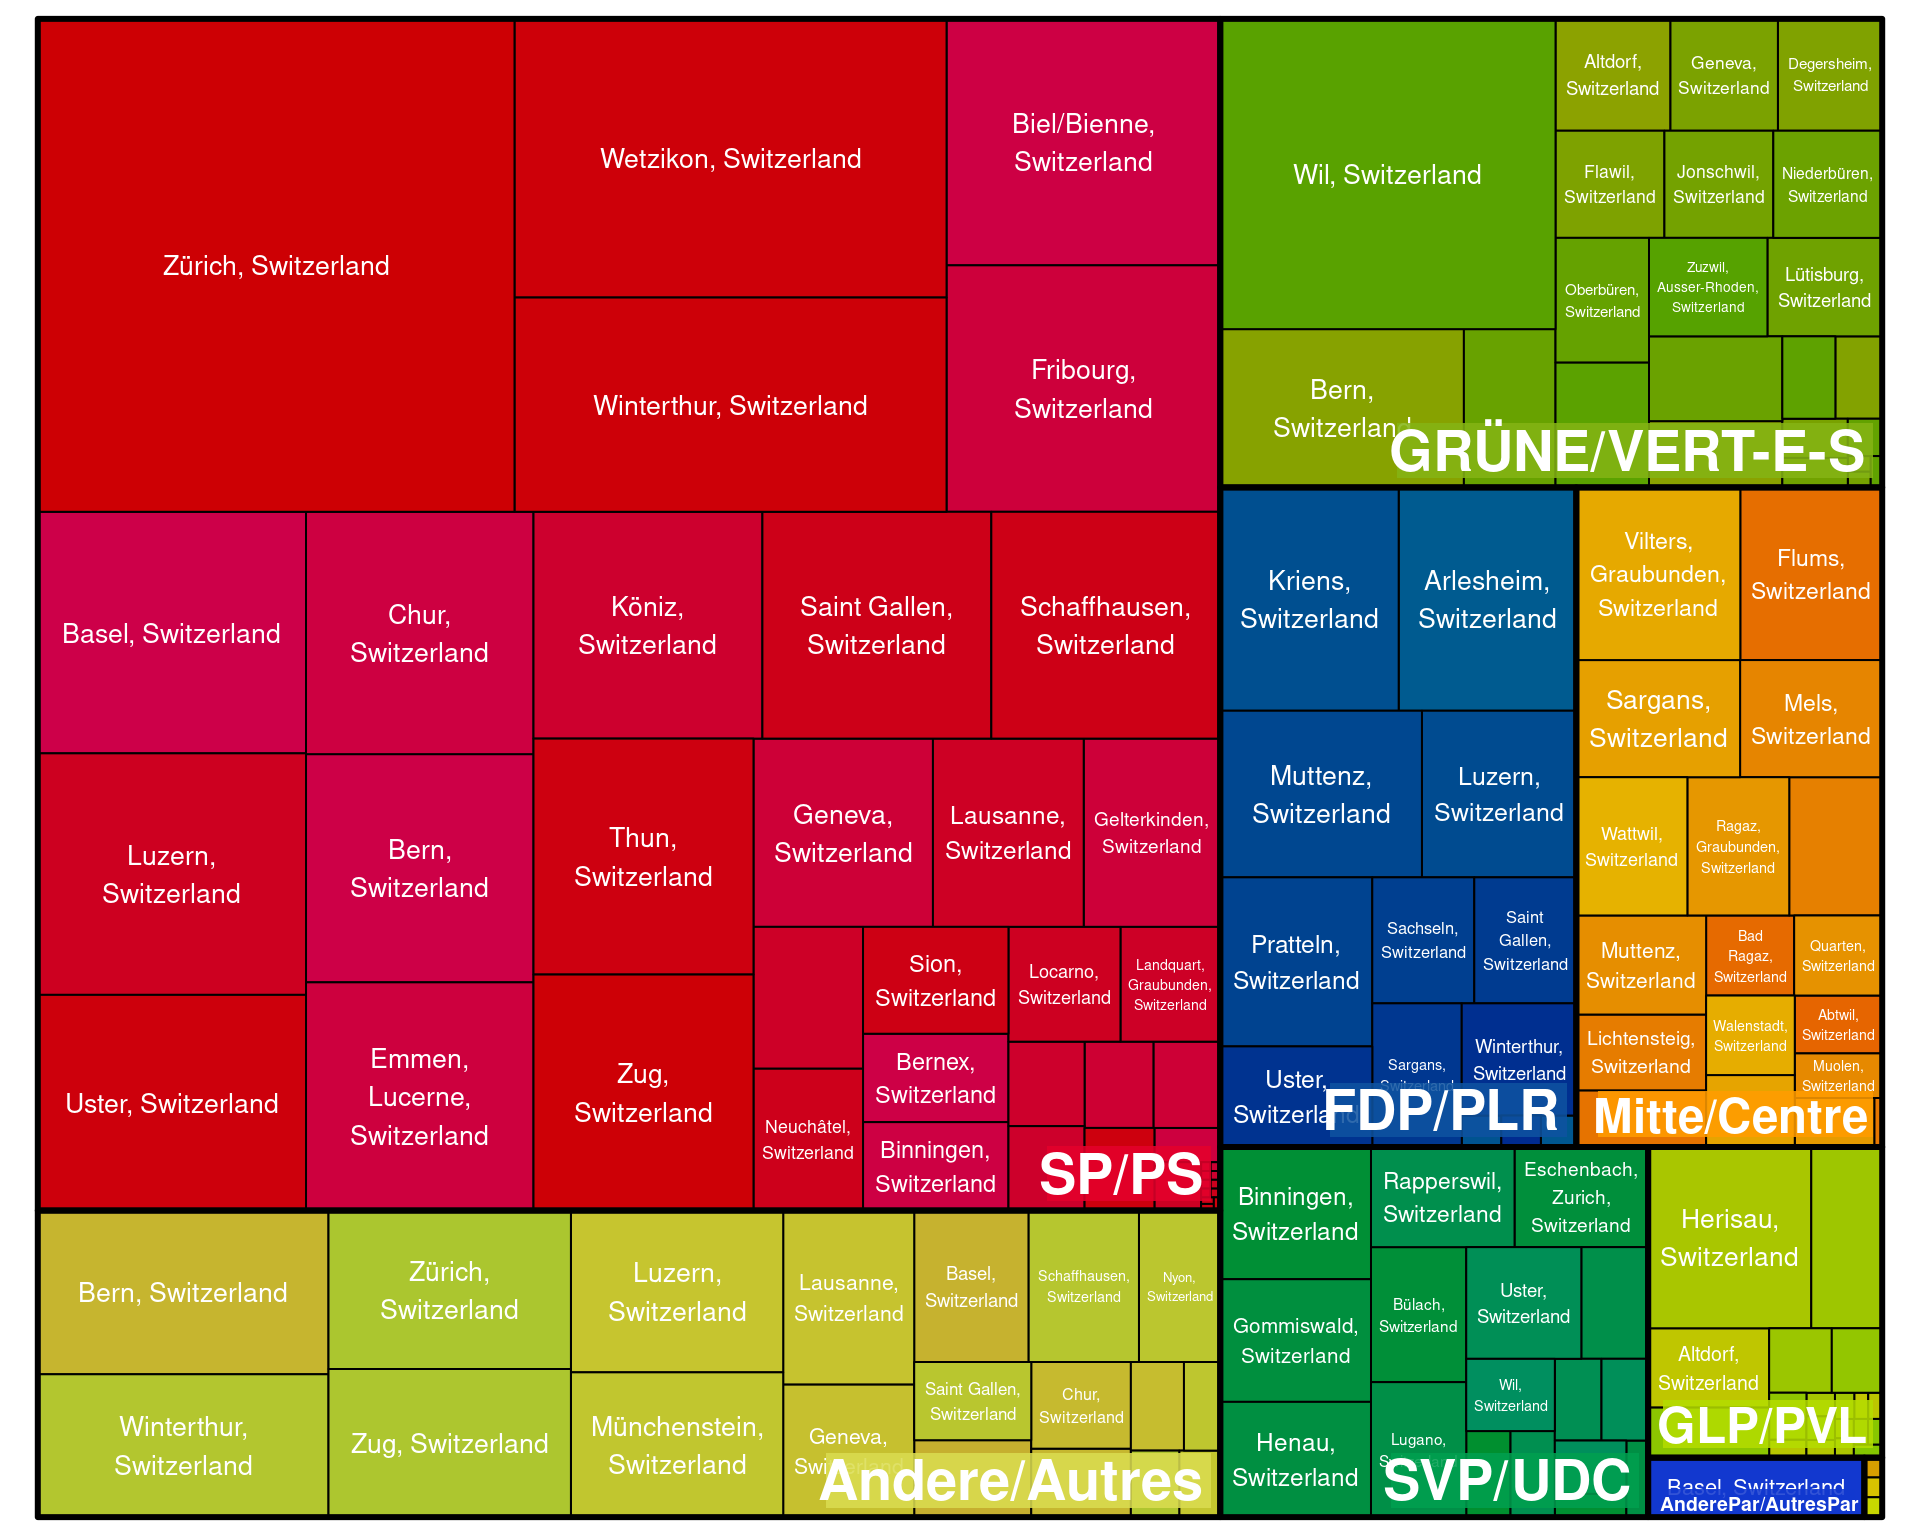 Zürich, Switzerland
Wetzikon, Switzerland
Winterthur, Switzerland
Biel/Bienne,
Switzerland
Fribourg,
Switzerland
Basel, Switzerland
Chur,
Switzerland
Köniz,
Switzerland
Saint Gallen,
Switzerland
Schaffhausen,
Switzerland
Luzern,
Switzerland
Bern,
Switzerland
Thun,
Switzerland
Geneva,
Switzerland
Lausanne,
Switzerland
Gelterkinden,
Switzerland
Uster, Switzerland
Emmen,
Lucerne,
Switzerland
Zug,
Switzerland
Sion,
Switzerland
Locarno,
Switzerland
Landquart,
Graubunden,
Switzerland
Bernex,
Switzerland
Neuchâtel,
Switzerland
Binningen,
Switzerland
SP/PS
Wil, Switzerland
Altdorf,
Switzerland
Geneva,
Switzerland
Degersheim,
Switzerland
Flawil,
Switzerland
Jonschwil,
Switzerland
Niederbüren,
Switzerland
Oberbüren,
Switzerland
Zuzwil,
Ausser-Rhoden,
Switzerland
Lütisburg,
Switzerland
Bern,
Switzerland
GRÜNE/VERT-E-S
Kriens,
Switzerland
Arlesheim,
Switzerland
Muttenz,
Switzerland
Luzern,
Switzerland
Pratteln,
Switzerland
Sachseln,
Switzerland
Saint
Gallen,
Switzerland
Uster,
Switzerland
Sargans,
Switzerland
Winterthur,
Switzerland
FDP/PLR
Vilters,
Graubunden,
Switzerland
Flums,
Switzerland
Sargans,
Switzerland
Mels,
Switzerland
Wattwil,
Switzerland
Ragaz,
Graubunden,
Switzerland
Muttenz,
Switzerland
Bad
Ragaz,
Switzerland
Quarten,
Switzerland
Lichtensteig,
Switzerland
Walenstadt,
Switzerland
Abtwil,
Switzerland
Muolen,
Switzerland
Mitte/Centre
Bern, Switzerland
Zürich,
Switzerland
Luzern,
Switzerland
Lausanne,
Switzerland
Basel,
Switzerland
Schaffhausen,
Switzerland
Nyon,
Switzerland
Winterthur,
Switzerland
Zug, Switzerland
Münchenstein,
Switzerland
Geneva,
Switzerland
Saint Gallen,
Switzerland
Chur,
Switzerland
Andere/Autres
Binningen,
Switzerland
Rapperswil,
Switzerland
Eschenbach,
Zurich,
Switzerland
Gommiswald,
Switzerland
Bülach,
Switzerland
Uster,
Switzerland
Henau,
Switzerland
Lugano,
Wil,
Switzerland
SVP/UDC
Herisau,
Switzerland
Altdorf,
Switzerland
GLP/PVL
Basel, Switzerland
AnderePar/AutresPar